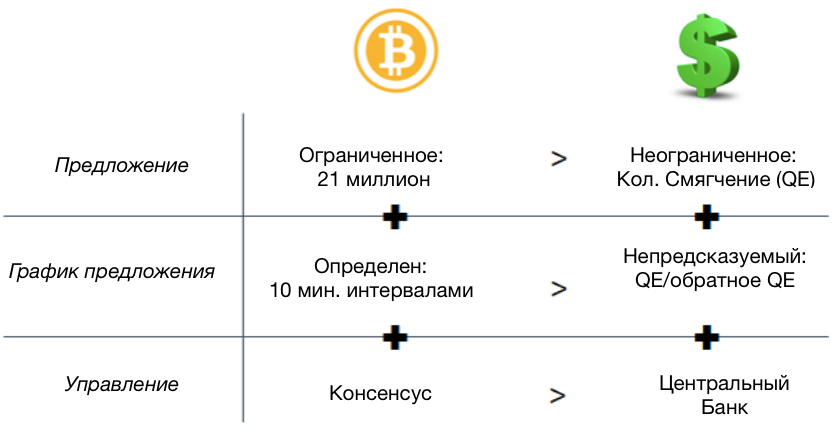 Предложение
Ограниченное:
21 миллион
>
Неограниченное:
Кол. Смягчение (QE)
График предложения
Определен:
10 мин. интервалами
>
Непредсказуемый:
QE/обратное QE
Управление
Консенсус
>
Центральный
Банк